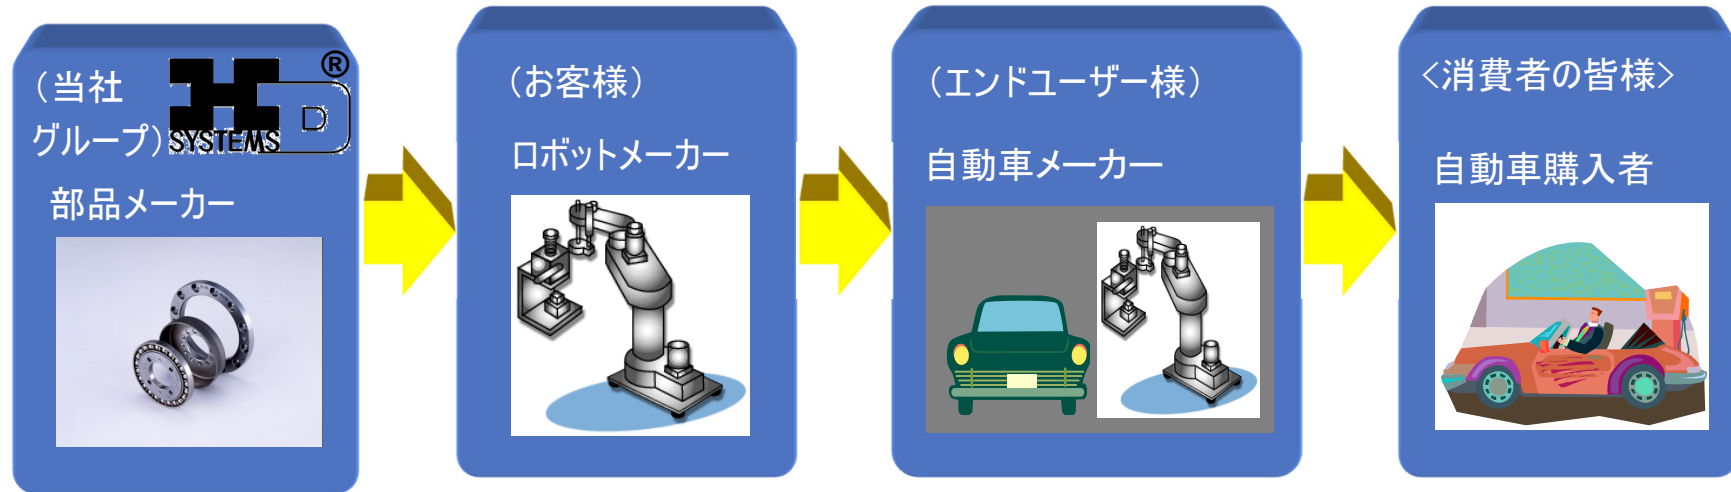 （当社
グループ）
HD
SYSTEMS
®
部品メーカー
（お客様）
ロボットメーカー
（エンドユーザー様）
自動車メーカー
<消費者の皆様>
自動車購入者